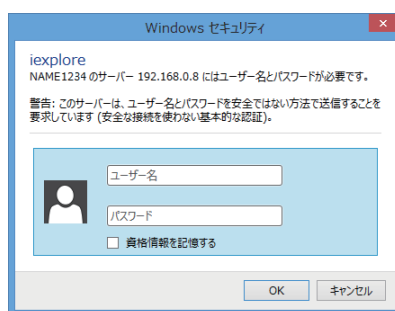 Windows セキュリティ
iexplore
NAME1234 のサーバー 192.168.0.8 にはユーザー名とパスワードが必要です。
警告: このサーバーは、ユーザー名とパスワードを安全ではない方法で送信することを
要求しています (安全な接続を使わない基本的な認証)。
ユーザー名
パスワード
資格情報を記憶する
OK キャンセル